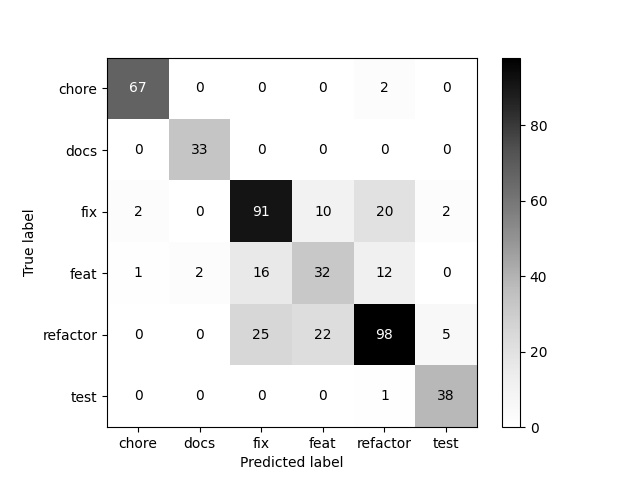 chore 67 0 0 0 2 0
docs 0 33 0 0 0 0 80
fix 2 0 91 10 20 2 60
feat 1 2 16 32 12 0 40
refactor 0 0 25 22 98 5 20
test 0 0 0 0 1 38
0
chore docs fix feat refactor test
True label
Predicted label